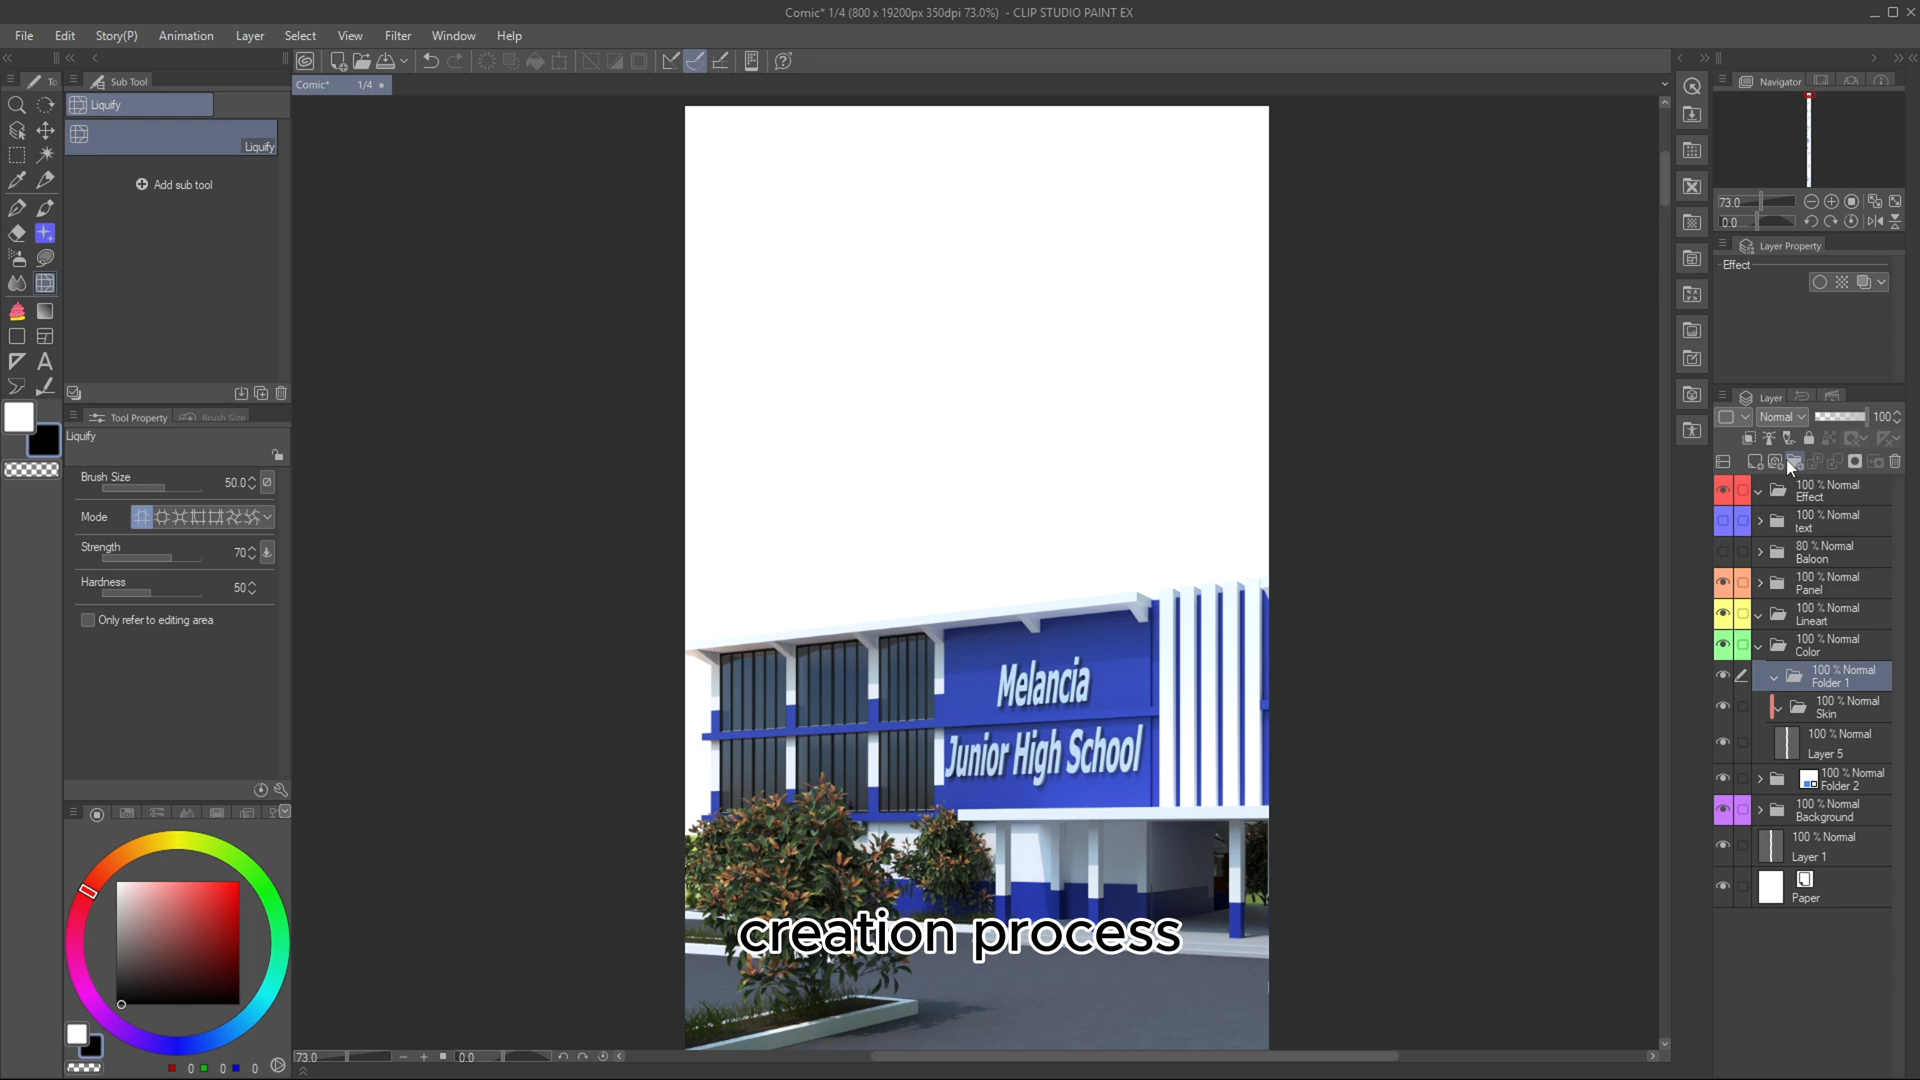 Comic* 1/4 (800 x 19200px 350dpi 73.0%) - CLIP STUDIO PAINT EX
File Edit Story(P) Animation Layer Select View Filter Window Help
To
Sub Tool
Comic* 1/4
Navigator
Liquify
Liquify
Add sub tool
73.0
0.0
Layer Property
Effect
Tool Property
Brush Size
Liquify
Brush Size 50.0
Mode
Strength 70
Hardness 50
Only refer to editing area
Layer
Normal 100
100 % Normal
Effect
100 % Normal
text
80 % Normal
Baloon
100 % Normal
Panel
100 % Normal
Lineart
100 % Normal
Color
100 % Normal
Folder 1
100 % Normal
Skin
100 % Normal
Layer 5
100 % Normal
Folder 2
100 % Normal
Background
100 % Normal
Layer 1
Paper
Melancia
Junior High School
creation process
73.0
0.0
0 0 0